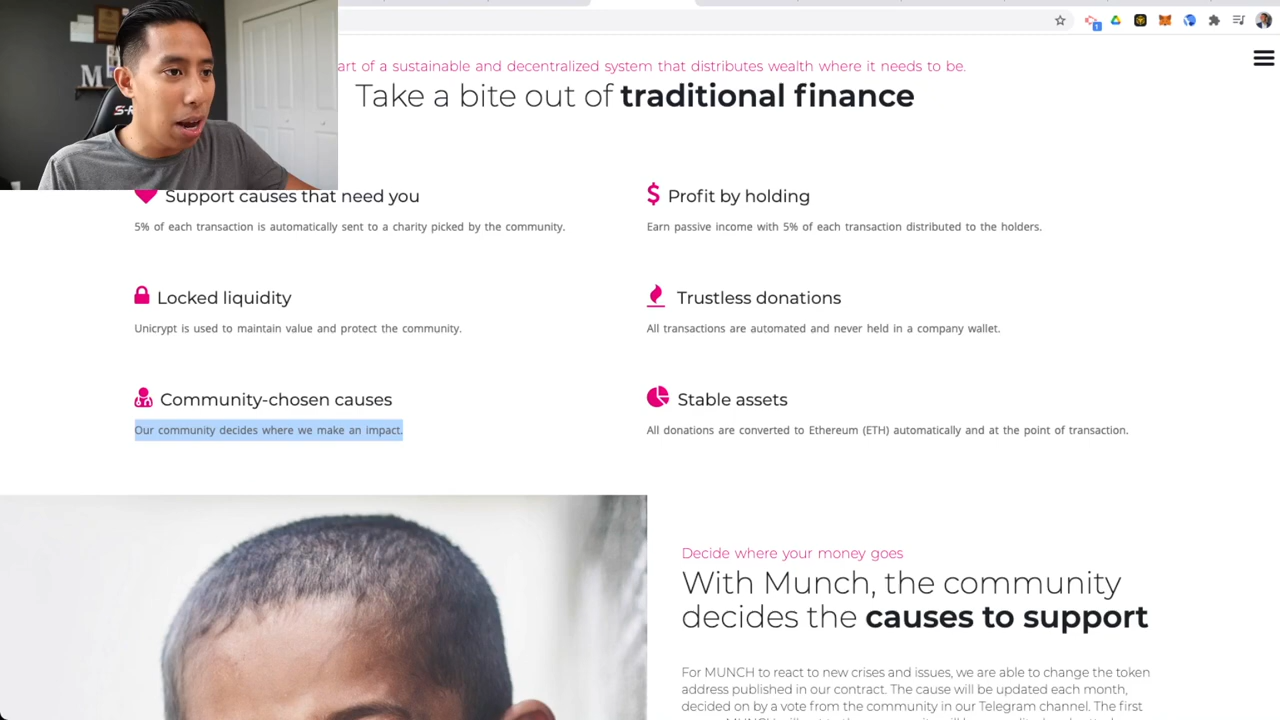 art of a sustainable and decentralized system that distributes wealth where it needs to be.
Take a bite out of traditional finance
Support causes that need you
5% of each transaction is automatically sent to a charity picked by the community.
Profit by holding
Earn passive income with 5% of each transaction distributed to the holders.
Locked liquidity
Unicrypt is used to maintain value and protect the community.
Trustless donations
All transactions are automated and never held in a company wallet.
Community-chosen causes
Our community decides where we make an impact.
Stable assets
All donations are converted to Ethereum (ETH) automatically and at the point of transaction.
Decide where your money goes
With Munch, the community
decides the causes to support
For MUNCH to react to new crises and issues, we are able to change the token
address published in our contract. The cause will be updated each month,
decided on by a vote from the community in our Telegram channel. The first